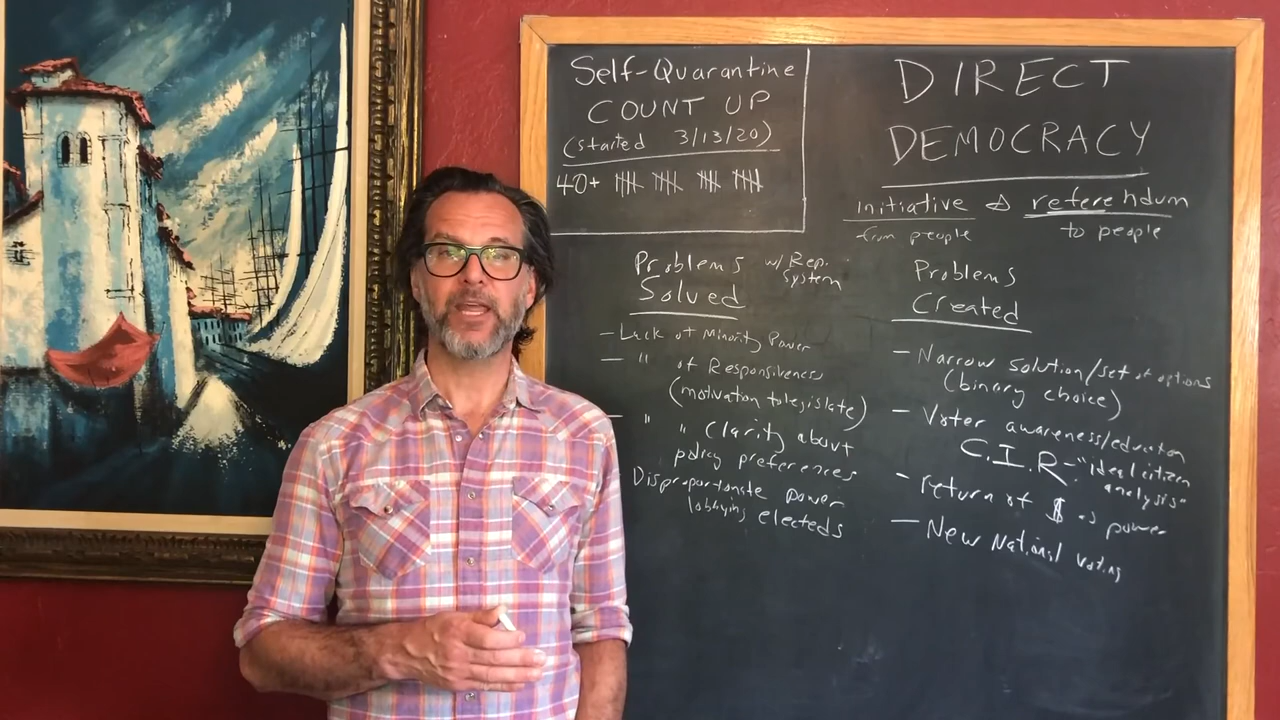 Self-Quarantine
COUNT UP
(started 3/13/20)
40+
DIRECT
DEMOCRACY
initiative & referendum
from people
to people
Problems w/ Rep.
system
Solved
- Lack of Minority Power
- " of Responsiveness
(motivation to legislate)
- " " Clarity about
policy preferences
Disproportionate power
lobbying electeds
Problems
Created
- Narrow solution/set of options
(binary choice)
- Voter awareness/education
C.I.R - "ideal citizen
analysis"
- return of $ as power
- New National voting